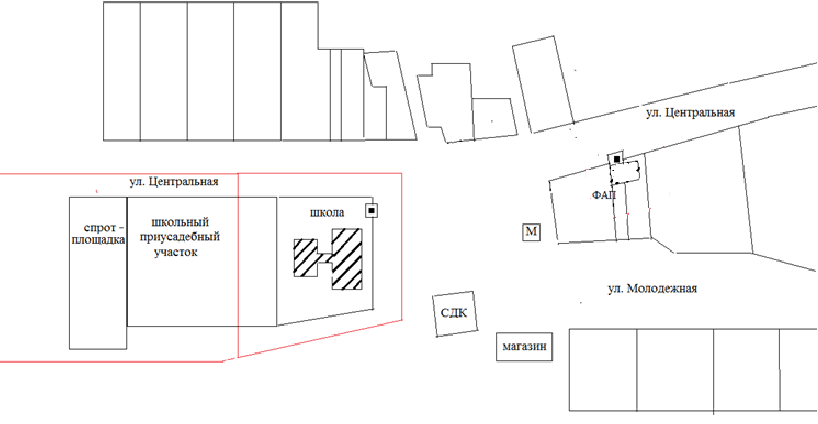 ул. Центральная
ул. Центральная
спрот –
площадка
школьный
приусадебный
участок
школа
ФАП
М
ул. Молодежная
СДК
магазин